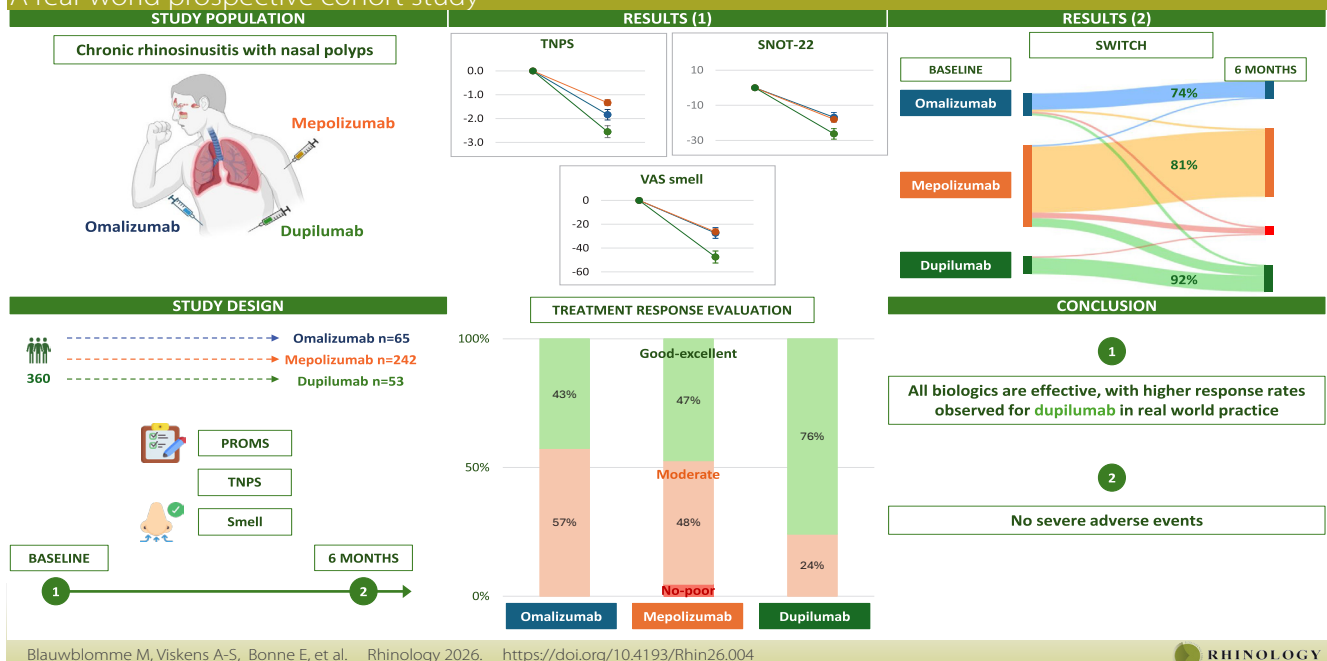 A real world prospective cohort study
STUDY POPULATION
Chronic rhinosinusitis with nasal polyps
Mepolizumab
Omalizumab
Dupilumab
STUDY DESIGN
360
Omalizumab n=65
Mepolizumab n=242
Dupilumab n=53
PROMS
TNPS
Smell
BASELINE
6 MONTHS
1
2
RESULTS (1)
TNPS
0.0
-1.0
-2.0
-3.0
SNOT-22
10
-10
-30
VAS smell
0
-20
-40
-60
TREATMENT RESPONSE EVALUATION
100%
50%
0%
Good-excellent
43%
47%
76%
Moderate
57%
48%
24%
No-poor
Omalizumab
Mepolizumab
Dupilumab
RESULTS (2)
SWITCH
BASELINE
6 MONTHS
Omalizumab
74%
Mepolizumab
81%
Dupilumab
92%
CONCLUSION
1
All biologics are effective, with higher response rates
observed for dupilumab in real world practice
2
No severe adverse events
Blauwblomme M, Viskens A-S, Bonne E, et al. Rhinology 2026. https://doi.org/10.4193/Rhin26.004
RHINOLOGY